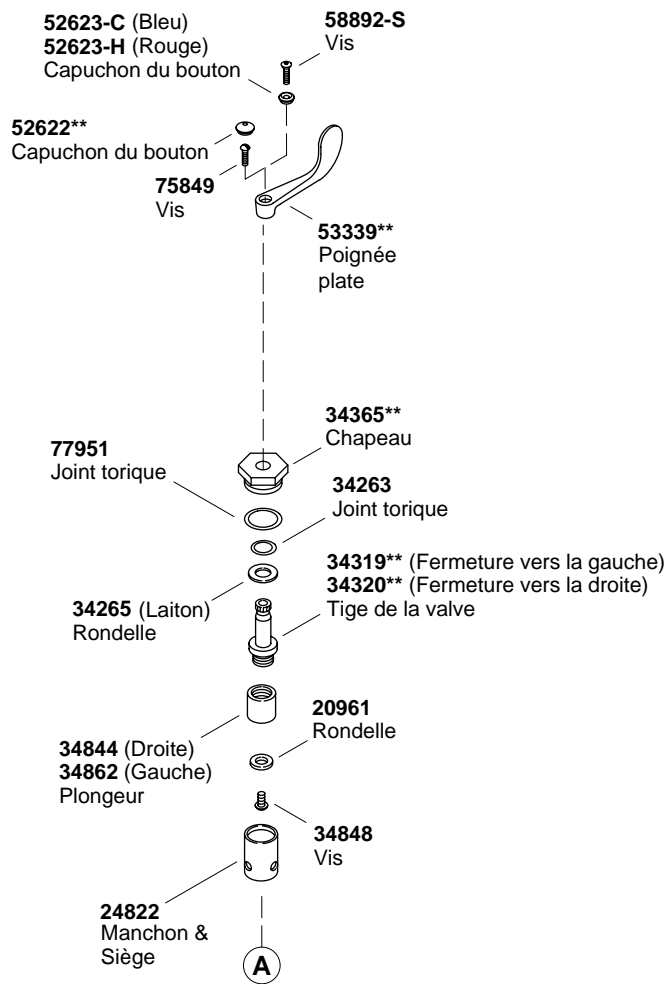 52623-C (Bleu)
52623-H (Rouge)
Capuchon du bouton
58892-S
Vis
52622**
Capuchon du bouton
75849
Vis
53339**
Poignée
plate
34365**
Chapeau
77951
Joint torique
34263
Joint torique
34319** (Fermeture vers la gauche)
34320** (Fermeture vers la droite)
Tige de la valve
34265 (Laiton)
Rondelle
20961
Rondelle
34844 (Droite)
34862 (Gauche)
Plongeur
34848
Vis
24822
Manchon &
Siège
A